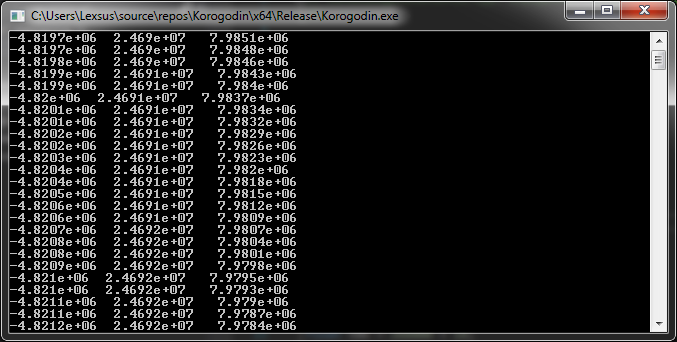 C:\Users\Lexsus\source\repos\Korogodin\x64\Release\Korogodin.exe
-4.8197e+06 2.469e+07 7.9851e+06
-4.8197e+06 2.469e+07 7.9848e+06
-4.8198e+06 2.469e+07 7.9846e+06
-4.8199e+06 2.4691e+07 7.9843e+06
-4.8199e+06 2.4691e+07 7.984e+06
-4.82e+06 2.4691e+07 7.9837e+06
-4.8201e+06 2.4691e+07 7.9834e+06
-4.8201e+06 2.4691e+07 7.9832e+06
-4.8202e+06 2.4691e+07 7.9829e+06
-4.8202e+06 2.4691e+07 7.9826e+06
-4.8203e+06 2.4691e+07 7.9823e+06
-4.8204e+06 2.4691e+07 7.982e+06
-4.8204e+06 2.4691e+07 7.9818e+06
-4.8205e+06 2.4691e+07 7.9815e+06
-4.8206e+06 2.4691e+07 7.9812e+06
-4.8206e+06 2.4691e+07 7.9809e+06
-4.8207e+06 2.4692e+07 7.9807e+06
-4.8208e+06 2.4692e+07 7.9804e+06
-4.8208e+06 2.4692e+07 7.9801e+06
-4.8209e+06 2.4692e+07 7.9798e+06
-4.821e+06 2.4692e+07 7.9795e+06
-4.821e+06 2.4692e+07 7.9793e+06
-4.8211e+06 2.4692e+07 7.979e+06
-4.8211e+06 2.4692e+07 7.9787e+06
-4.8212e+06 2.4692e+07 7.9784e+06